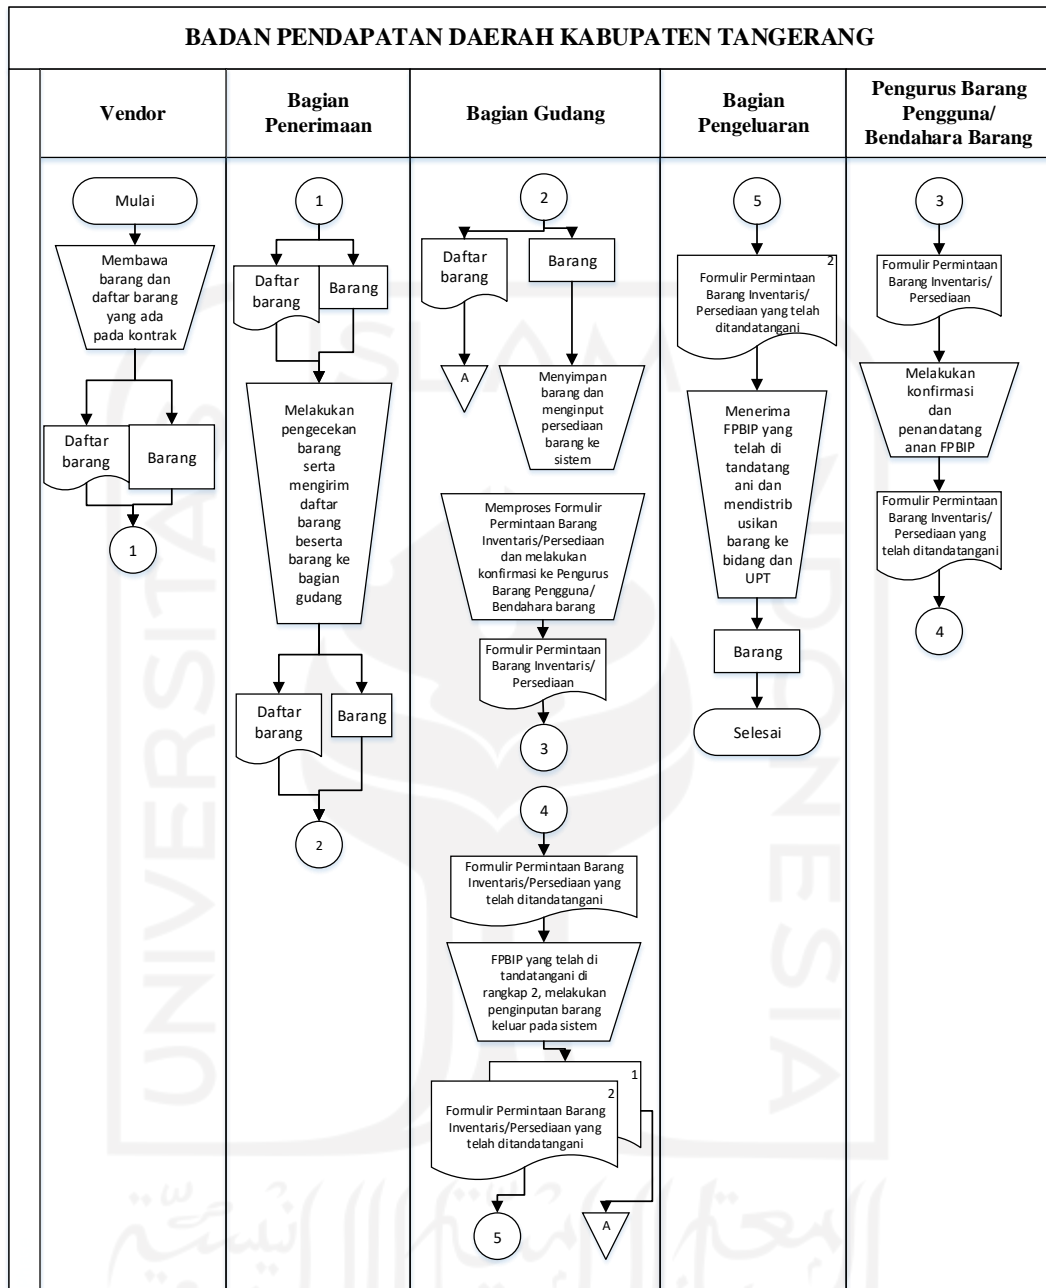 BADAN PENDAPATAN DAERAH KABUPATEN TANGERANG
Vendor
Bagian
Penerimaan
Bagian Gudang
Bagian
Pengeluaran
Pengurus Barang
Pengguna/
Bendahara Barang
Mulai
Membawa
barang dan
daftar barang
yang ada
pada kontrak
Daftar
barang
Barang
1
1
Daftar
barang
Barang
Melakukan
pengecekan
barang
serta
mengirim
daftar
barang
beserta
barang ke
bagian
gudang
Daftar
barang
Barang
2
2
Daftar
barang
Barang
A
Menyimpan
barang dan
menginput
persediaan
barang ke
sistem
Memproses Formulir
Permintaan Barang
Inventaris/Persediaan
dan melakukan
konfirmasi ke Pengurus
Barang Pengguna/
Bendahara barang
Formulir Permintaan
Barang Inventaris/
Persediaan
3
4
Formulir Permintaan Barang
Inventaris/Persediaan yang
telah ditandatangani
FPBIP yang telah di
tandatangani di
rangkap 2, melakukan
penginputan barang
keluar pada sistem
1
2
Formulir Permintaan Barang
Inventaris/Persediaan yang
telah ditandatangani
5
A
5
2
Formulir Permintaan
Barang Inventaris/
Persediaan yang telah
ditandatangani
Menerima
FPBIP yang
telah di
tandatang
ani dan
mendistrib
usikan
barang ke
bidang dan
UPT
Barang
Selesai
3
Formulir Permintaan
Barang Inventaris/
Persediaan
Melakukan
konfirmasi
dan
penandatang
anan FPBIP
Formulir Permintaan
Barang Inventaris/
Persediaan yang
telah ditandatangani
4
UNIVERSITAS
ISLAM
INDONESIA